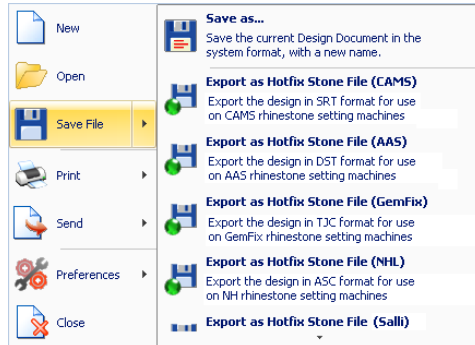 New
Open
Save File
Print
Send
Preferences
Close
Save as...
Save the current Design Document in the
system format, with a new name.
Export as Hotfix Stone File (CAMS)
Export the design in SRT format for use
on CAMS rhinestone setting machines
Export as Hotfix Stone File (AAS)
Export the design in DST format for use
on AAS rhinestone setting machines
Export as Hotfix Stone File (GemFix)
Export the design in TJC format for use
on GemFix rhinestone setting machines
Export as Hotfix Stone File (NHL)
Export the design in ASC format for use
on NH rhinestone setting machines
Export as Hotfix Stone File (Salli)